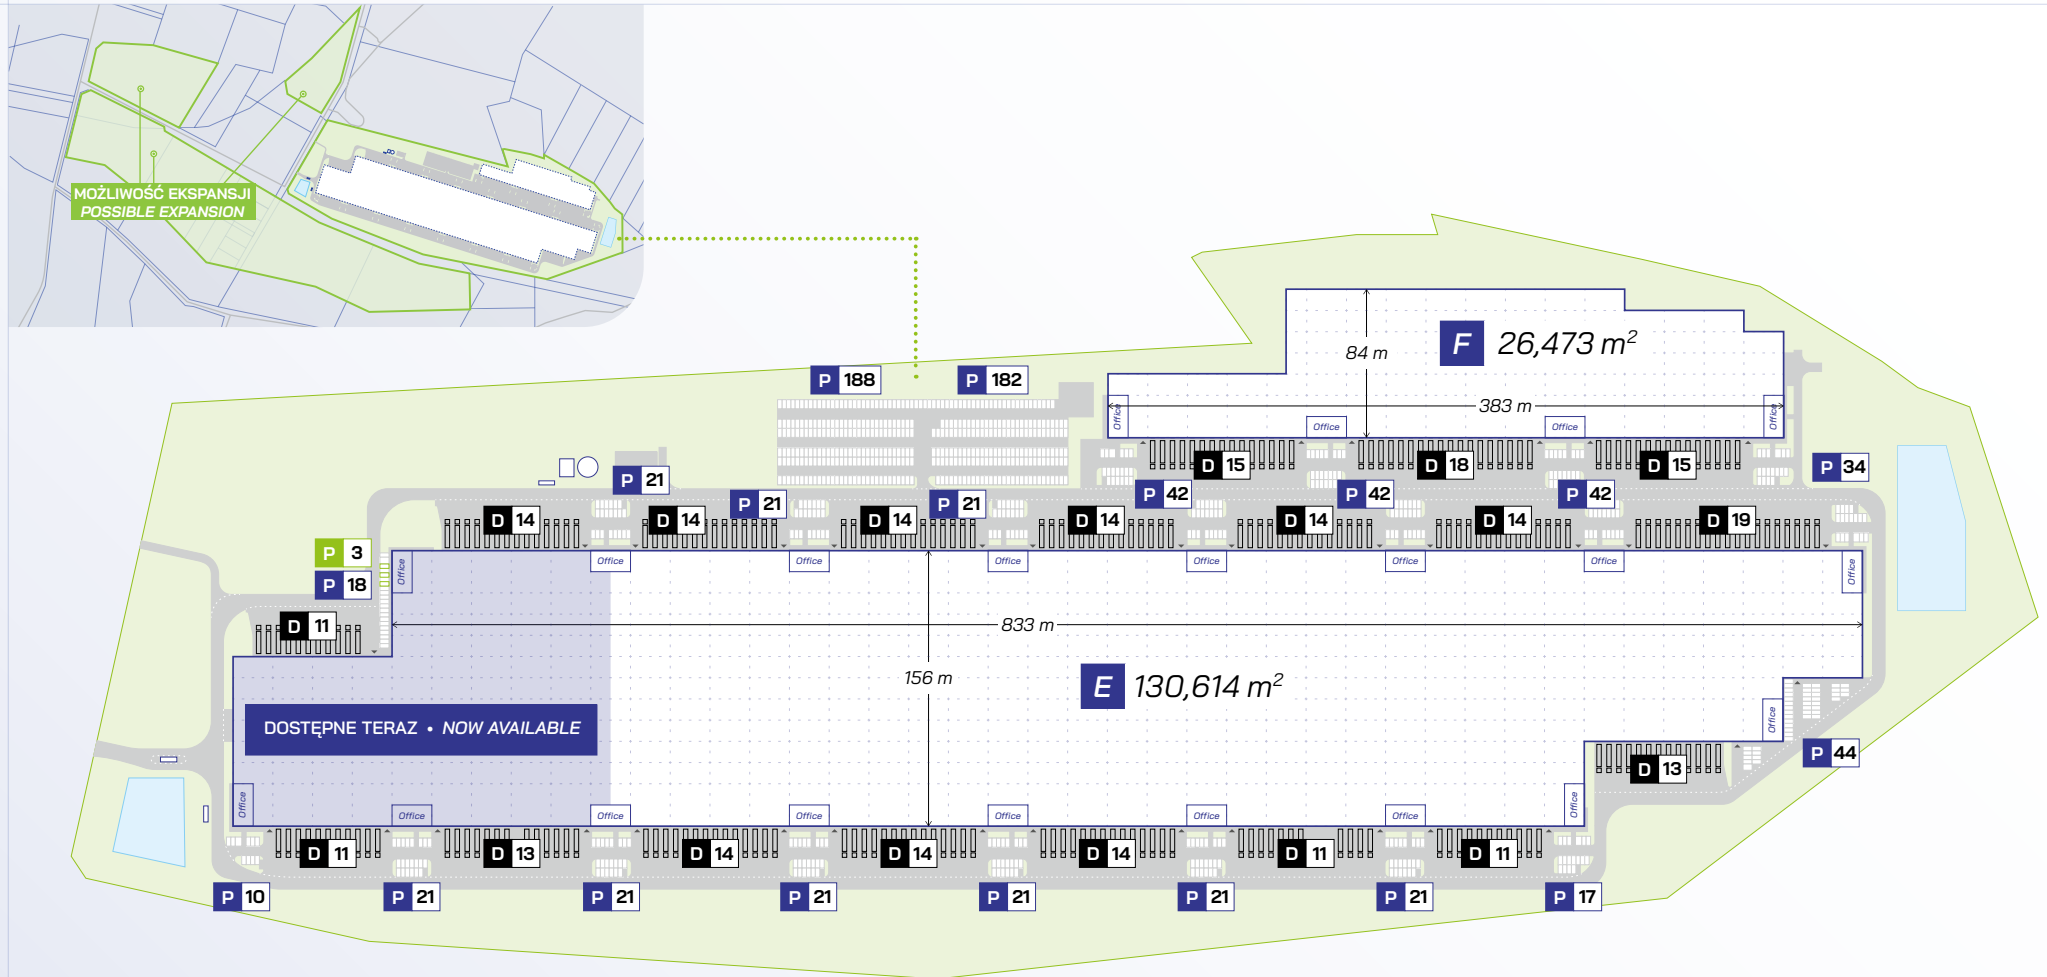 MOŻLIWOŚĆ EKSPANSJI
POSSIBLE EXPANSION
F 26,473 m²
84 m
383 m
Office
Office
Office
Office
P 188
P 182
D 15
D 18
D 15
P 34
P 21
P 21
P 21
P 42
P 42
P 42
D 14
D 14
D 14
D 14
D 14
D 14
D 19
P 3
P 18
D 11
Office
Office
Office
Office
Office
Office
Office
Office
833 m
156 m
E 130,614 m²
DOSTĘPNE TERAZ • NOW AVAILABLE
Office
P 44
D 13
Office
Office
Office
Office
Office
Office
Office
Office
D 11
D 13
D 14
D 14
D 14
D 11
D 11
P 10
P 21
P 21
P 21
P 21
P 21
P 21
P 17